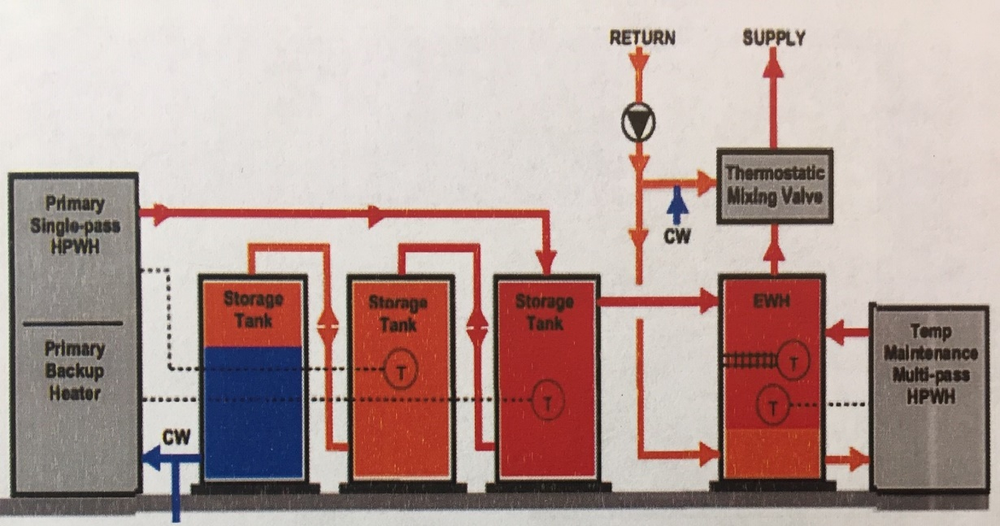 RETURN
SUPPLY
Thermostatic
Mixing Valve
CW
Primary
Single-pass
HPWH
Primary
Backup
Heater
CW
Storage
Tank
Storage
Tank
T
Storage
Tank
T
EWH
T
T
Temp
Maintenance
Multi-pass
HPWH